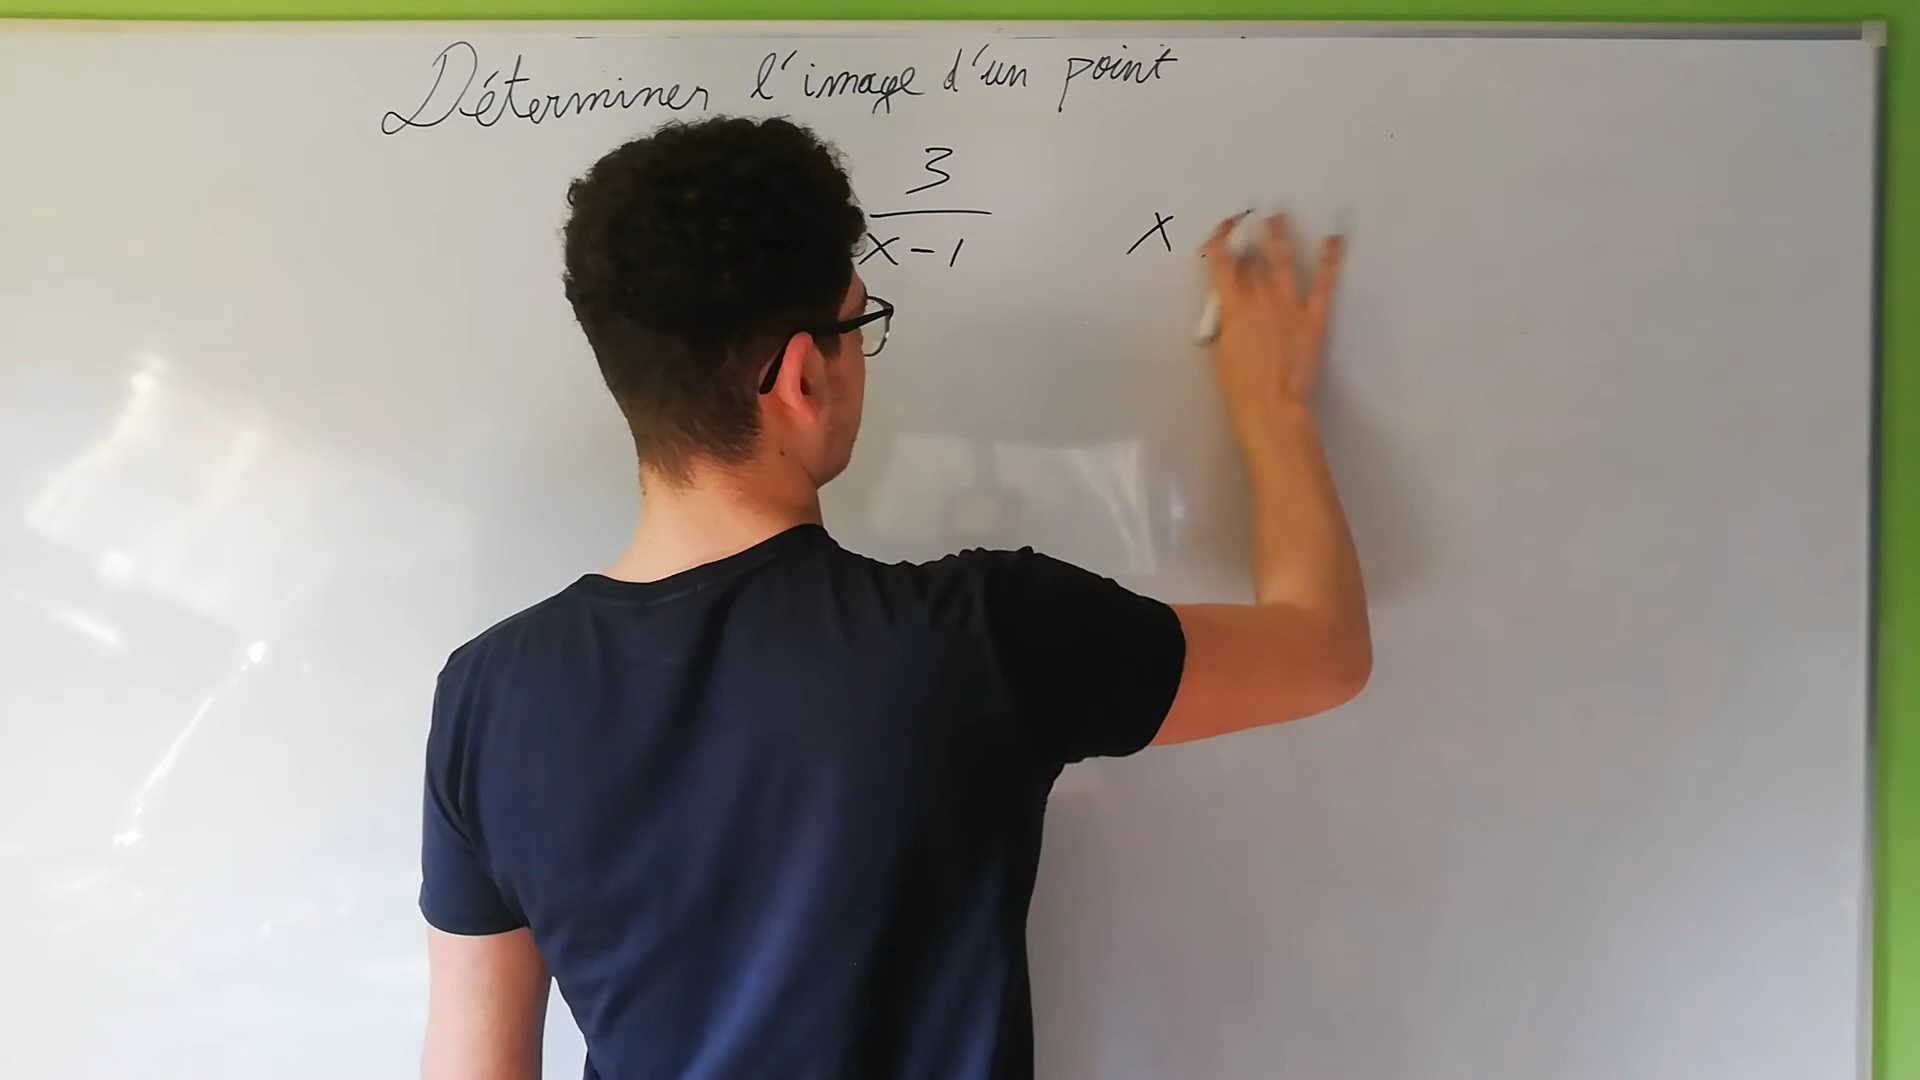 Déterminer l'image d'un point
3
x-1 x